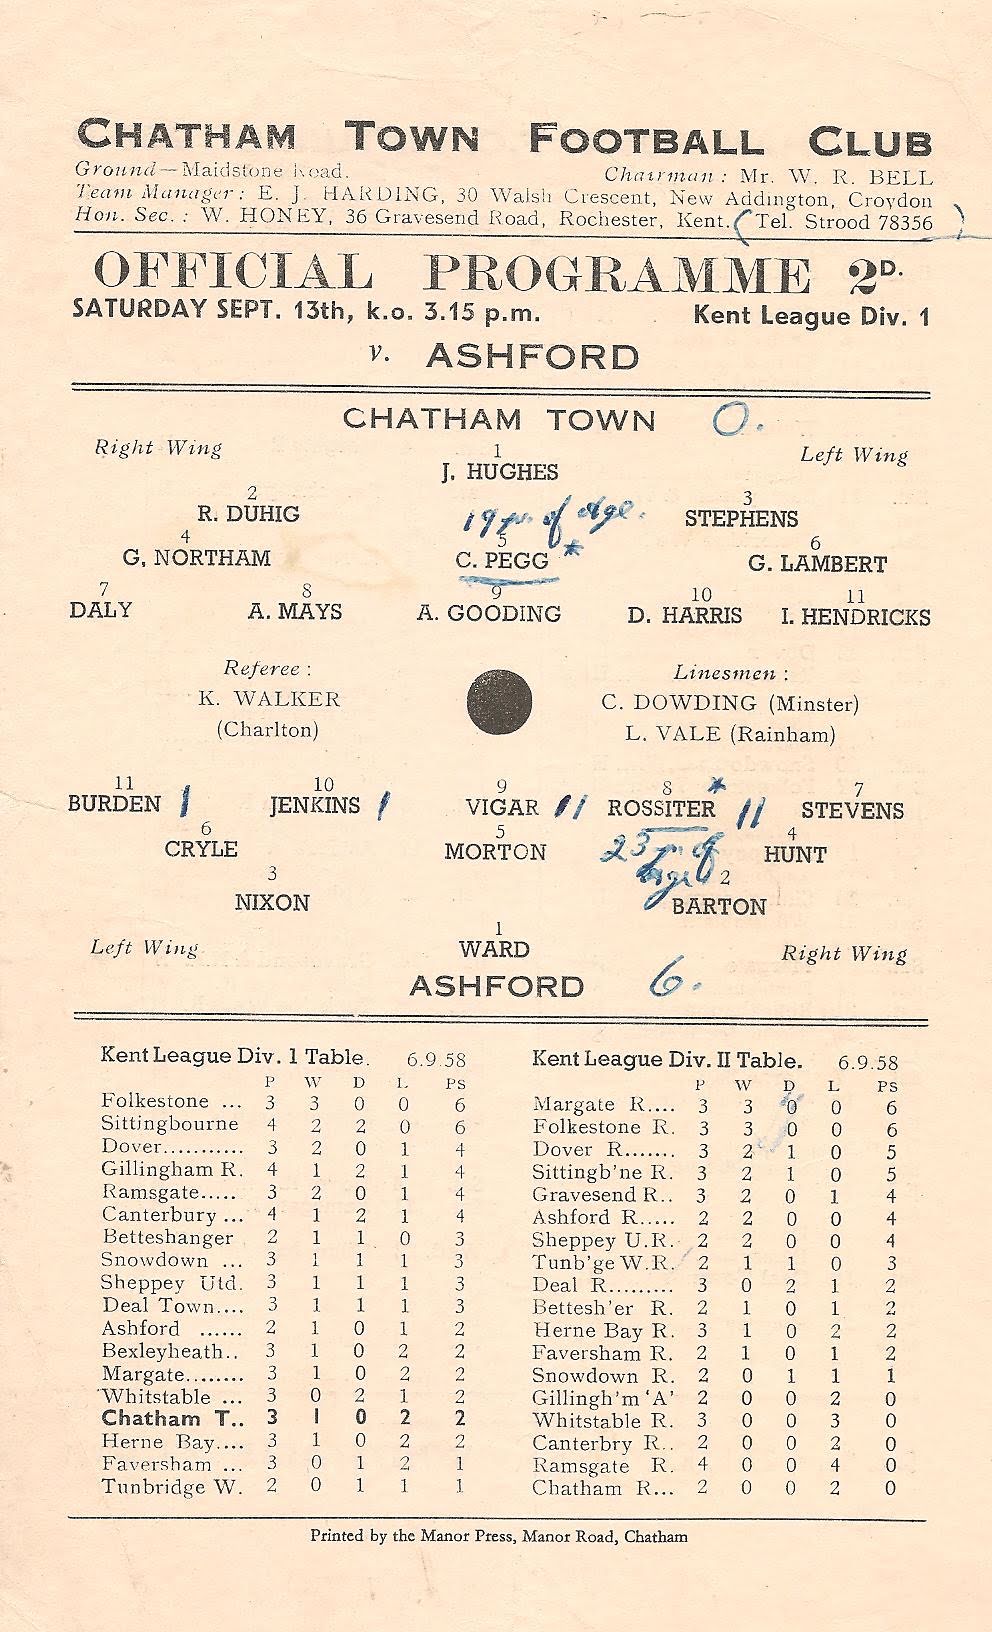 CHATHAM TOWN FOOTBALL CLUB
Ground—Maidstone Road. Chairman : Mr. W. R. BELL
Team Manager : E. J. HARDING, 30 Walsh Crescent, New Addington, Croydon
Hon. Sec. : W. HONEY, 36 Gravesend Road, Rochester, Kent. (Tel. Strood 78356)
OFFICIAL PROGRAMME 2D.
SATURDAY SEPT. 13th, k.o. 3.15 p.m. Kent League Div. 1
v. ASHFORD
CHATHAM TOWN 0.
Right Wing 1 Left Wing
J. HUGHES
2 3
R. DUHIG 19 yrs. of Age. STEPHENS
4 5 6
G, NORTHAM C. PEGG * G. LAMBERT
7 8 9 10 11
DALY A. MAYS A. GOODING D. HARRIS I. HENDRICKS
Referee : Linesmen :
K. WALKER C. DOWDING (Minster)
(Charlton) L. VALE (Rainham)
11 10 9 8 * 7
BURDEN 1 JENKINS 1 VIGAR 11 ROSSITER 11 STEVENS
6 5 4
CRYLE MORTON 23 yrs of HUNT
3 age 2
NIXON BARTON
1
Left Wing WARD Right Wing
ASHFORD 6.
Kent League Div. 1 Table. 6.9.58
P W D L PS
Folkestone ... 3 3 0 0 6
Sittingbourne 4 2 2 0 6
Dover........... 3 2 0 1 4
Gillingham R. 4 1 2 1 4
Ramsgate..... 3 2 0 1 4
Canterbury ... 4 1 2 1 4
Betteshanger 2 1 1 0 3
Snowdown ... 3 1 1 1 3
Sheppey Utd. 3 1 1 1 3
Deal Town.... 3 1 1 1 3
Ashford ...... 2 1 0 1 2
Bexleyheath.. 3 1 0 2 2
Margate........ 3 1 0 2 2
Whitstable ... 3 0 2 1 2
Chatham T.. 3 1 0 2 2
Herne Bay.... 3 1 0 2 2
Faversham ... 3 0 1 2 1
Tunbridge W. 2 0 1 1 1
Kent League Div. II Table. 6.9.58
P W D L PS
Margate R.... 3 3 0 0 6
Folkestone R. 3 3 0 0 6
Dover R....... 3 2 1 0 5
Sittingb'ne R. 3 2 1 0 5
Gravesend R.. 3 2 0 1 4
Ashford R..... 2 2 0 0 4
Sheppey U.R. 2 2 0 0 4
Tunb'ge W.R. 2 1 1 0 3
Deal R......... 3 0 2 1 2
Bettesh'er R. 2 1 0 1 2
Herne Bay R. 3 1 0 2 2
Faversham R. 2 1 0 1 2
Snowdown R. 2 0 1 1 1
Gillingh'm 'A' 2 0 0 2 0
Whitstable R. 3 0 0 3 0
Canterbry R.. 2 0 0 2 0
Ramsgate R. 4 0 0 4 0
Chatham R... 2 0 0 2 0
Printed by the Manor Press, Manor Road, Chatham